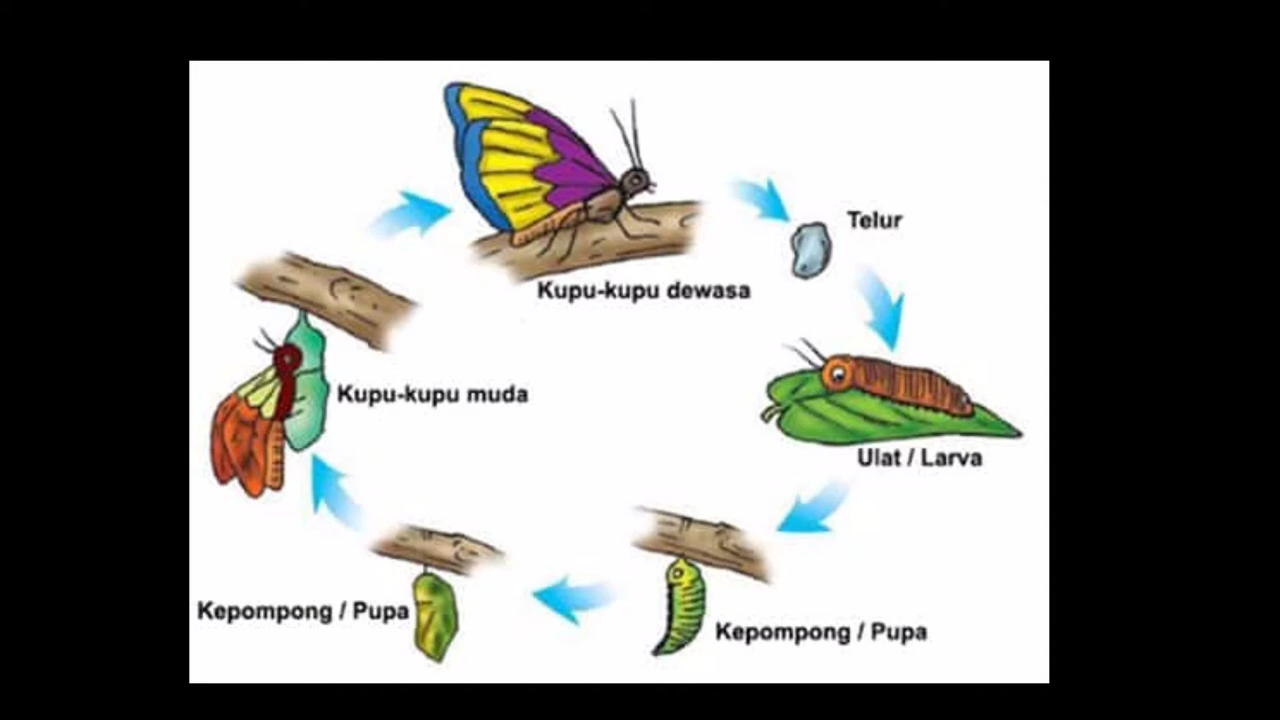 Telur
Kupu-kupu dewasa
Kupu-kupu muda
Ulat / Larva
Kepompong / Pupa
Kepompong / Pupa